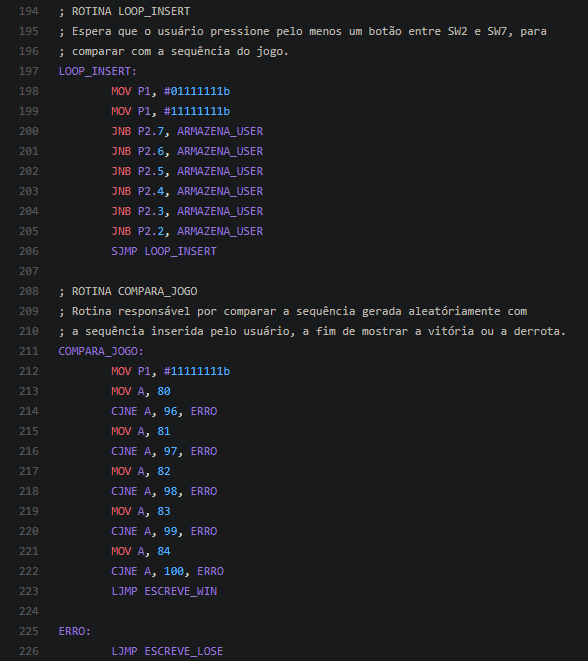 194 ; ROTINA LOOP_INSERT
195 ; Espera que o usuário pressione pelo menos um botão entre SW2 e SW7, para
196 ; comparar com a sequência do jogo.
197 LOOP_INSERT:
198 MOV P1, #01111111b
199 MOV P1, #11111111b
200 JNB P2.7, ARMAZENA_USER
201 JNB P2.6, ARMAZENA_USER
202 JNB P2.5, ARMAZENA_USER
203 JNB P2.4, ARMAZENA_USER
204 JNB P2.3, ARMAZENA_USER
205 JNB P2.2, ARMAZENA_USER
206 SJMP LOOP_INSERT
207
208 ; ROTINA COMPARA_JOGO
209 ; Rotina responsável por comparar a sequência gerada aleatóriamente com
210 ; a sequência inserida pelo usuário, a fim de mostrar a vitória ou a derrota.
211 COMPARA_JOGO:
212 MOV P1, #11111111b
213 MOV A, 80
214 CJNE A, 96, ERRO
215 MOV A, 81
216 CJNE A, 97, ERRO
217 MOV A, 82
218 CJNE A, 98, ERRO
219 MOV A, 83
220 CJNE A, 99, ERRO
221 MOV A, 84
222 CJNE A, 100, ERRO
223 LJMP ESCREVE_WIN
224
225 ERRO:
226 LJMP ESCREVE_LOSE